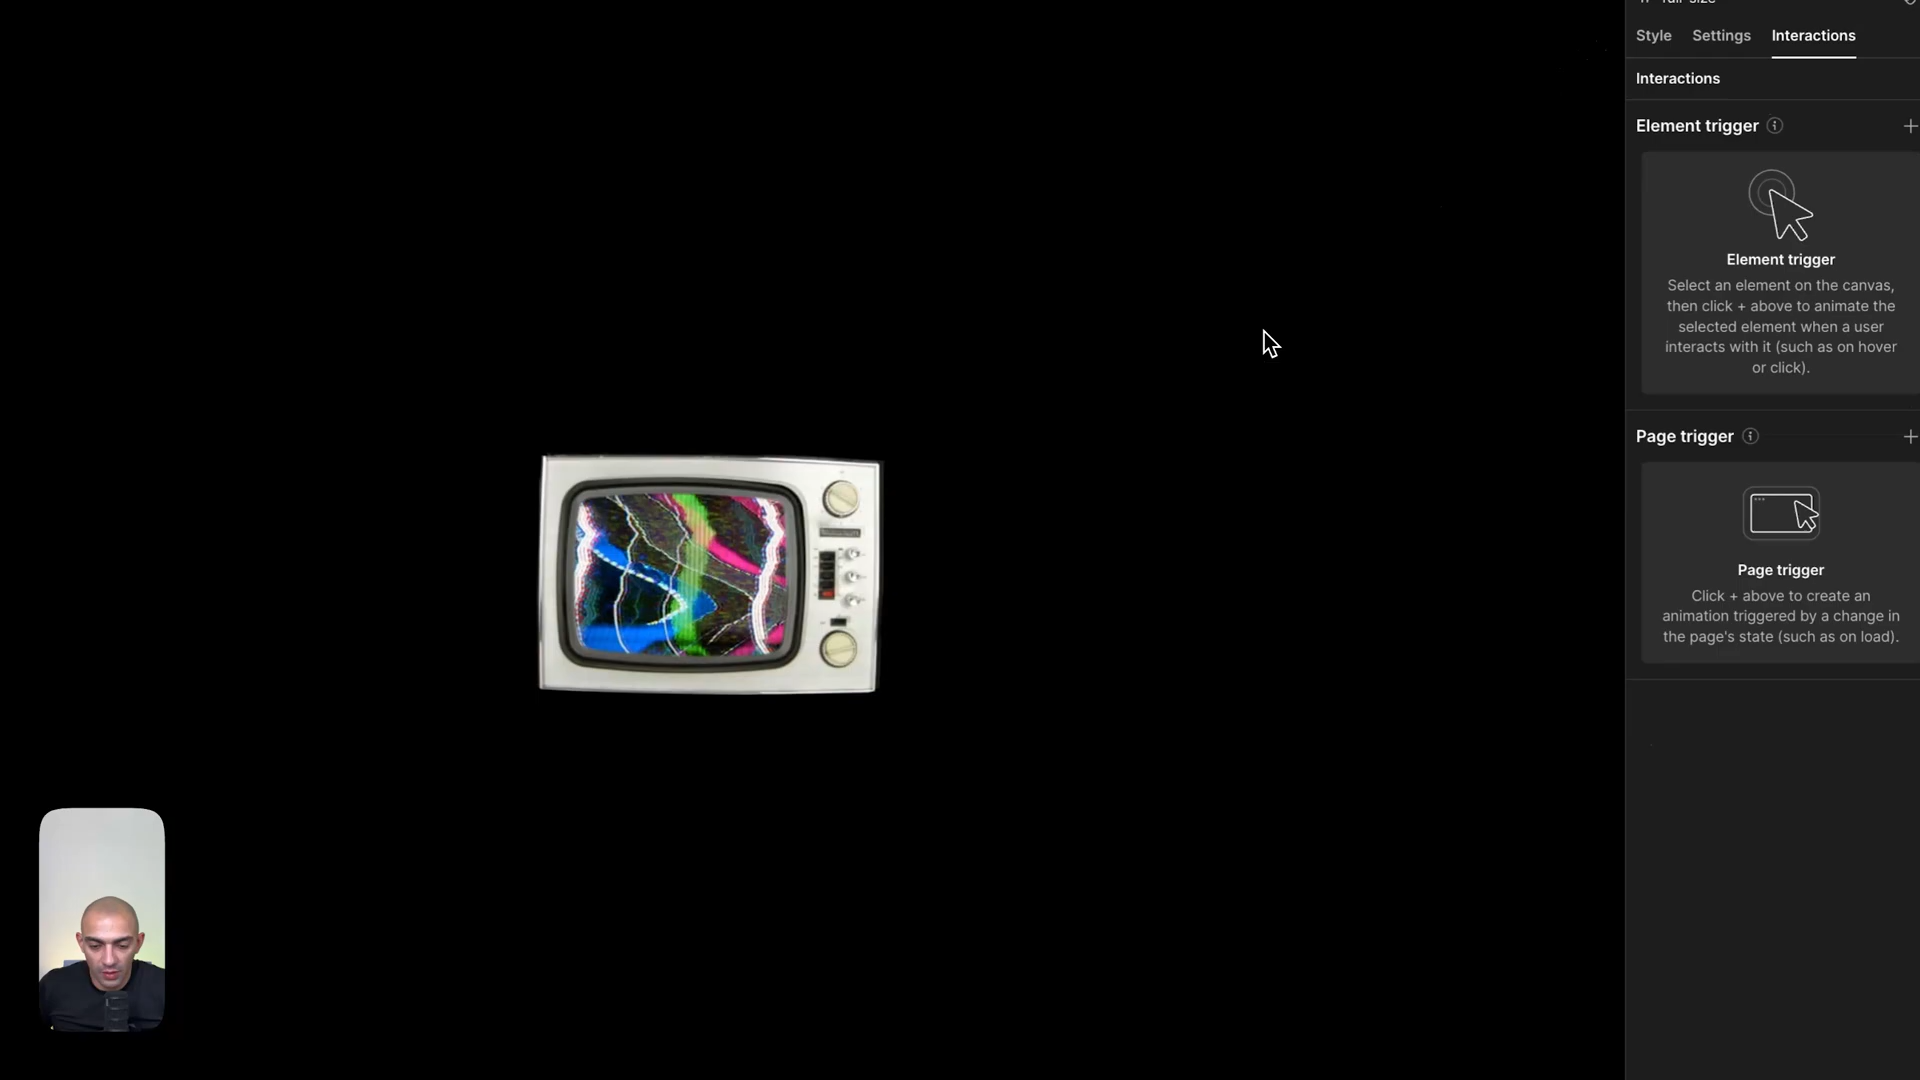 Style Settings Interactions
Interactions
Element trigger
Element trigger
Select an element on the canvas,
then click + above to animate the
selected element when a user
interacts with it (such as on hover
or click).
Page trigger
Page trigger
Click + above to create an
animation triggered by a change in
the page's state (such as on load).